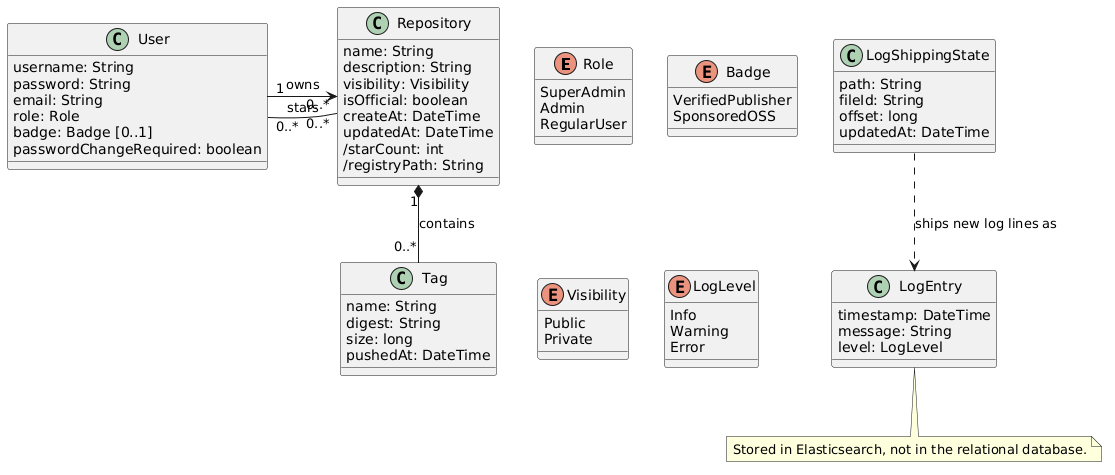 C User
username: String
password: String
email: String
role: Role
badge: Badge [0..1]
passwordChangeRequired: boolean
1
owns
0..*
stars
0..*
0..*
C Repository
name: String
description: String
visibility: Visibility
isOfficial: boolean
createAt: DateTime
updatedAt: DateTime
/starCount: int
/registryPath: String
E Role
SuperAdmin
Admin
RegularUser
E Badge
VerifiedPublisher
SponsoredOSS
C LogShippingState
path: String
fileId: String
offset: long
updatedAt: DateTime
1
contains
0..*
ships new log lines as
C Tag
name: String
digest: String
size: long
pushedAt: DateTime
E Visibility
Public
Private
E LogLevel
Info
Warning
Error
C LogEntry
timestamp: DateTime
message: String
level: LogLevel
Stored in Elasticsearch, not in the relational database.